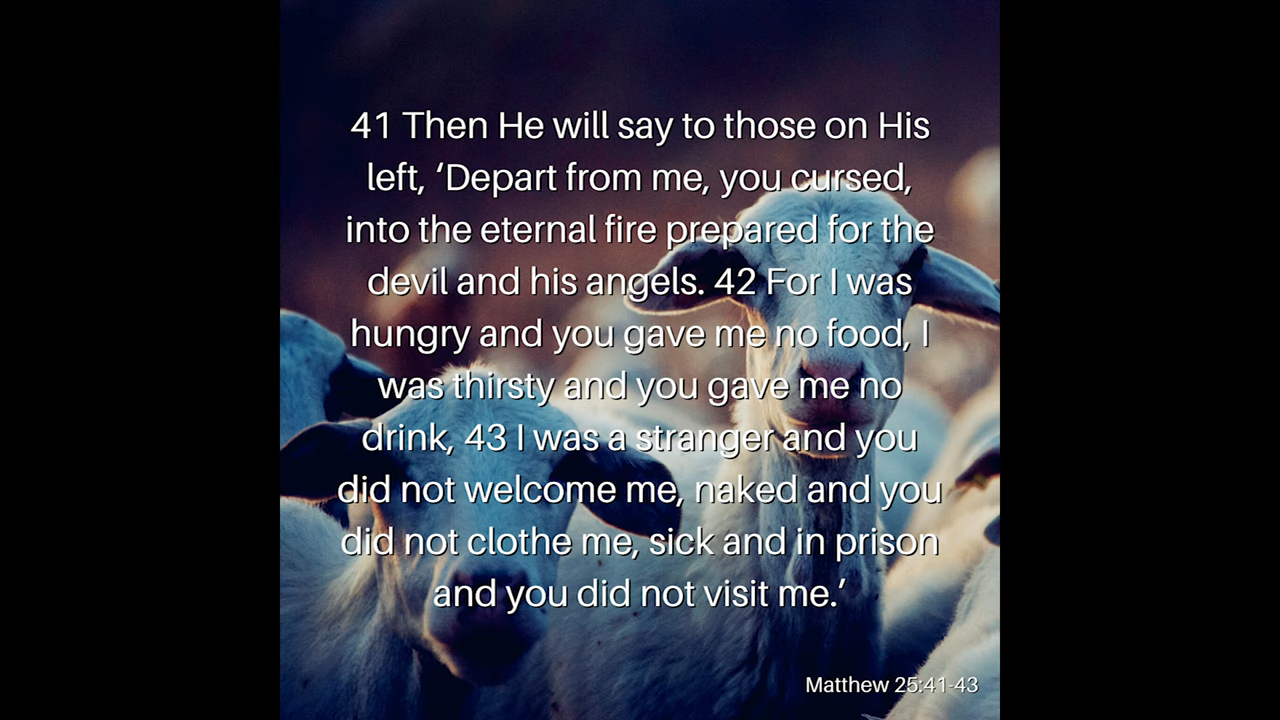 41 Then He will say to those on His
left, ‘Depart from me, you cursed,
into the eternal fire prepared for the
devil and his angels. 42 For I was
hungry and you gave me no food, I
was thirsty and you gave me no
drink, 43 I was a stranger and you
did not welcome me, naked and you
did not clothe me, sick and in prison
and you did not visit me.’
Matthew 25:41-43